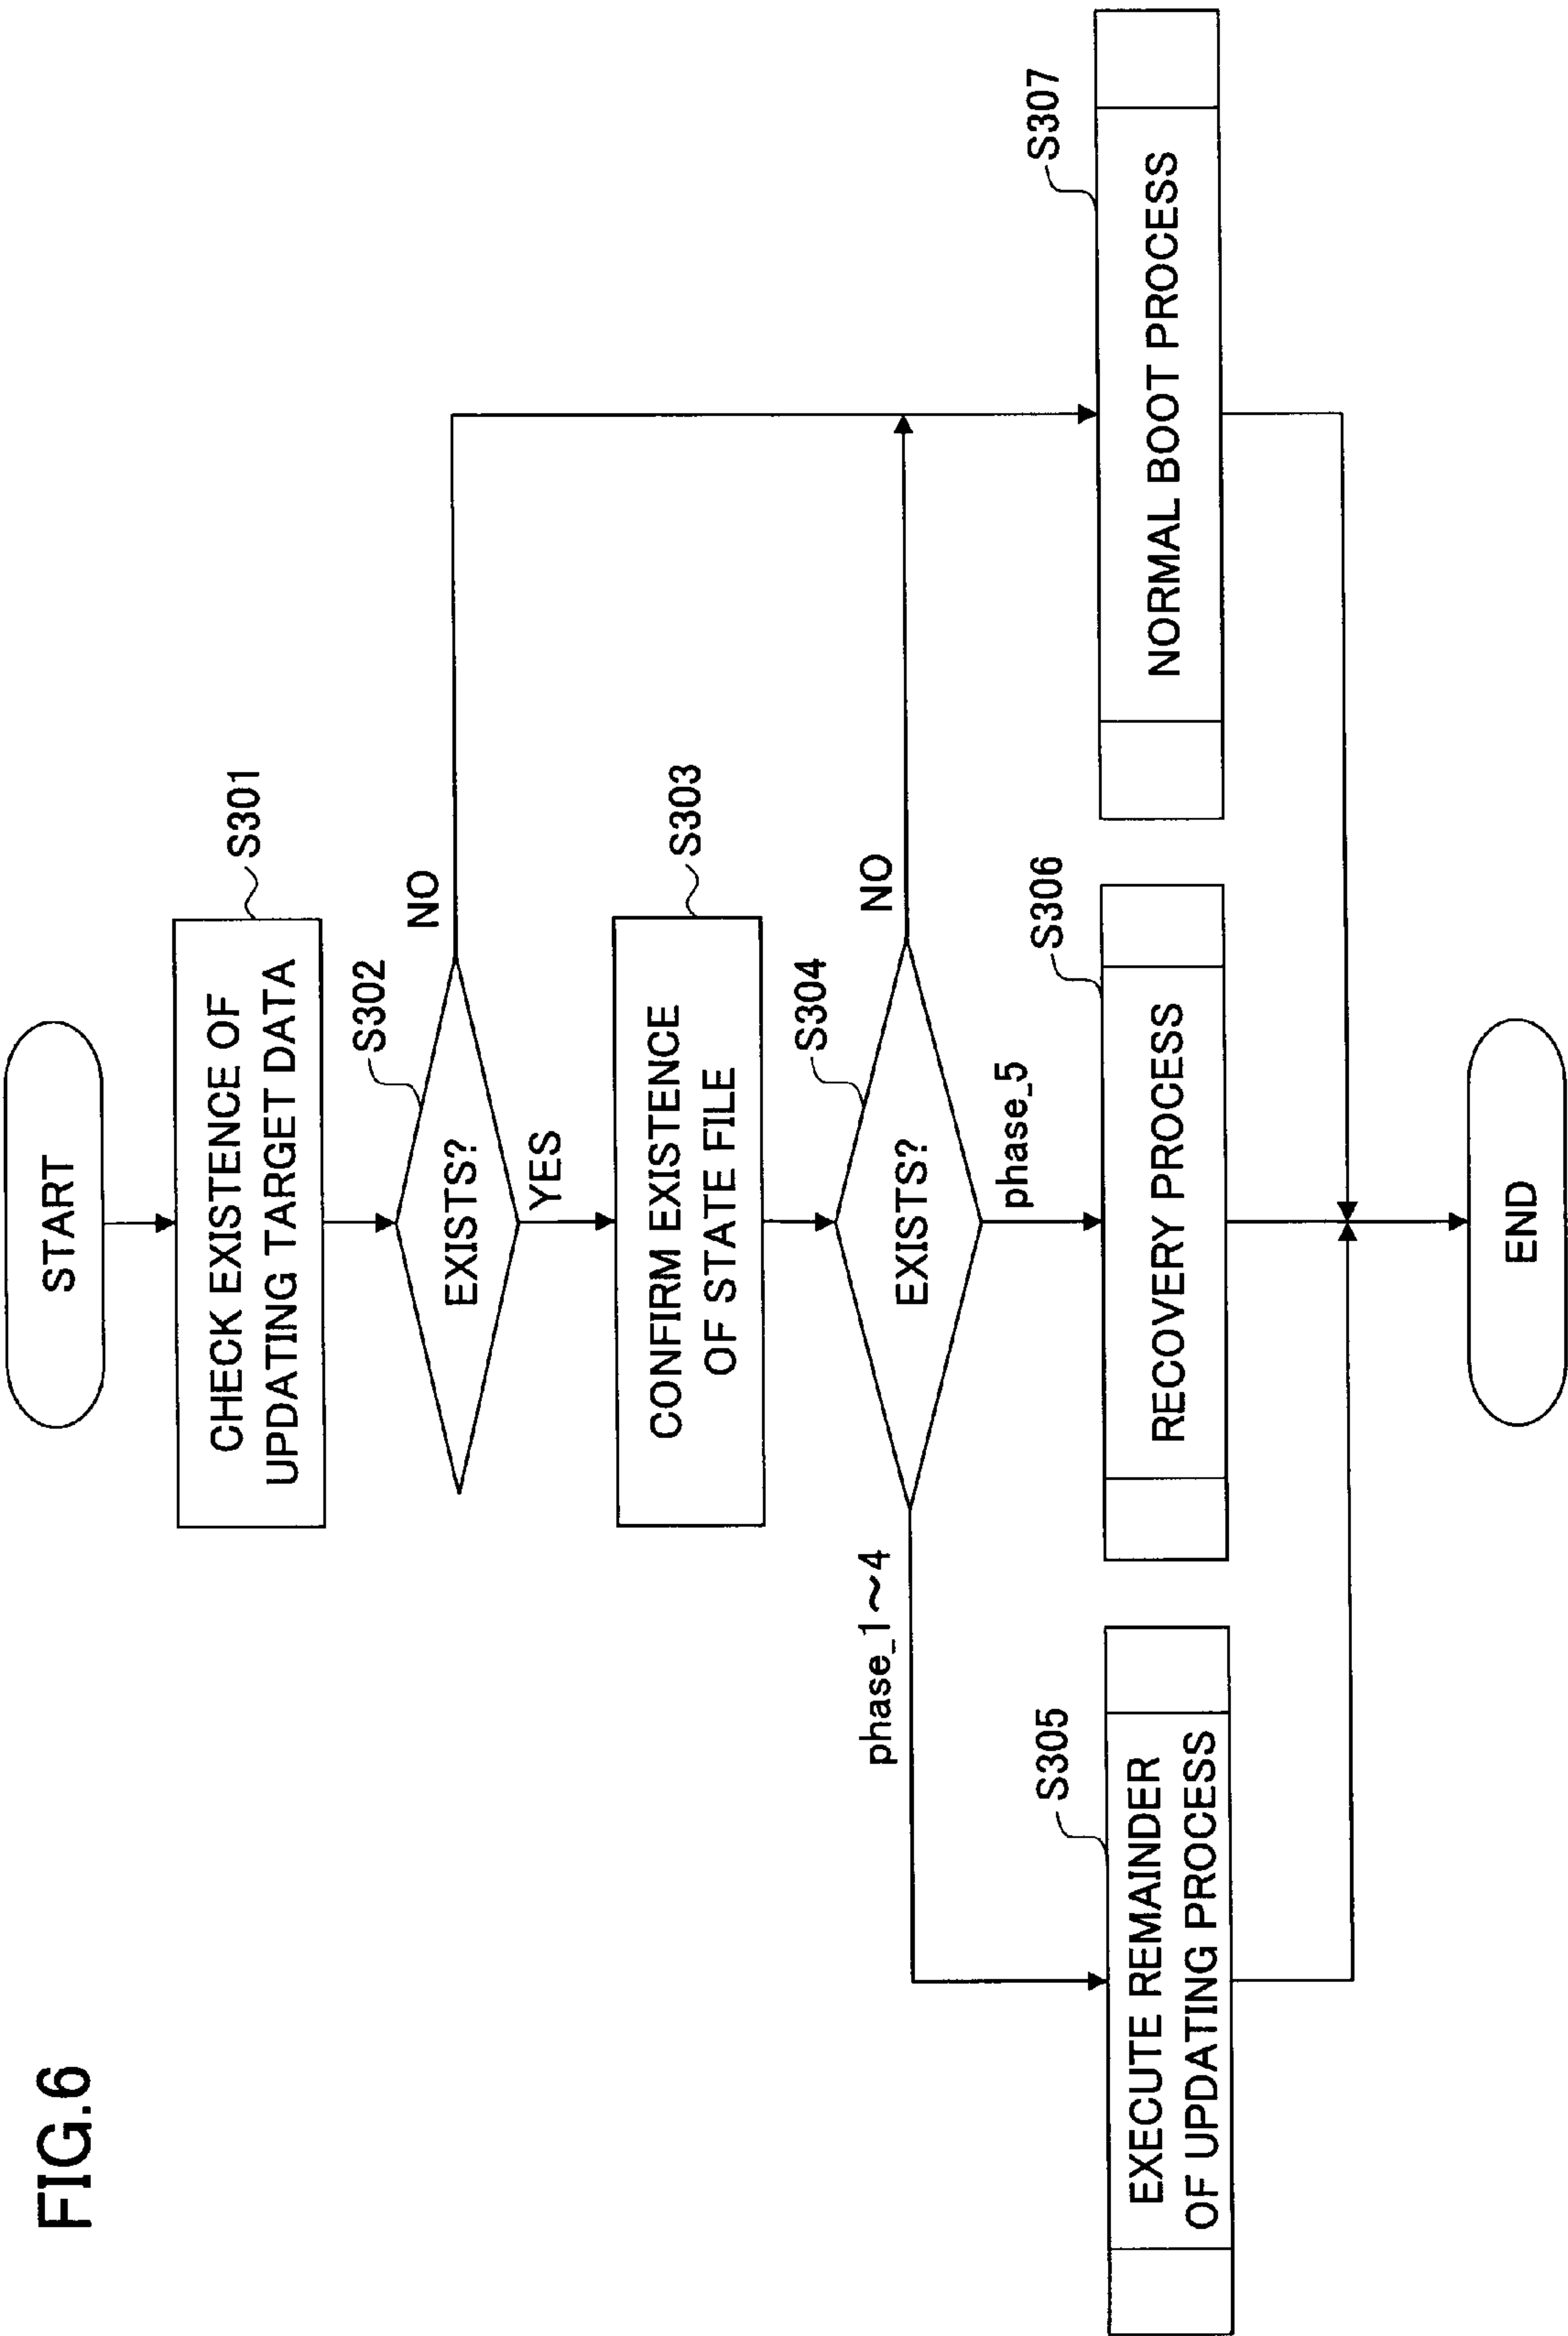 FIG.6
START
CHECK EXISTENCE OF
UPDATING TARGET DATA
S301
S302
EXISTS?
NO
YES
CONFIRM EXISTENCE
OF STATE FILE
S303
S304
EXISTS?
NO
phase_1~4
phase_5
S305
EXECUTE REMAINDER
OF UPDATING PROCESS
S306
RECOVERY PROCESS
S307
NORMAL BOOT PROCESS
END